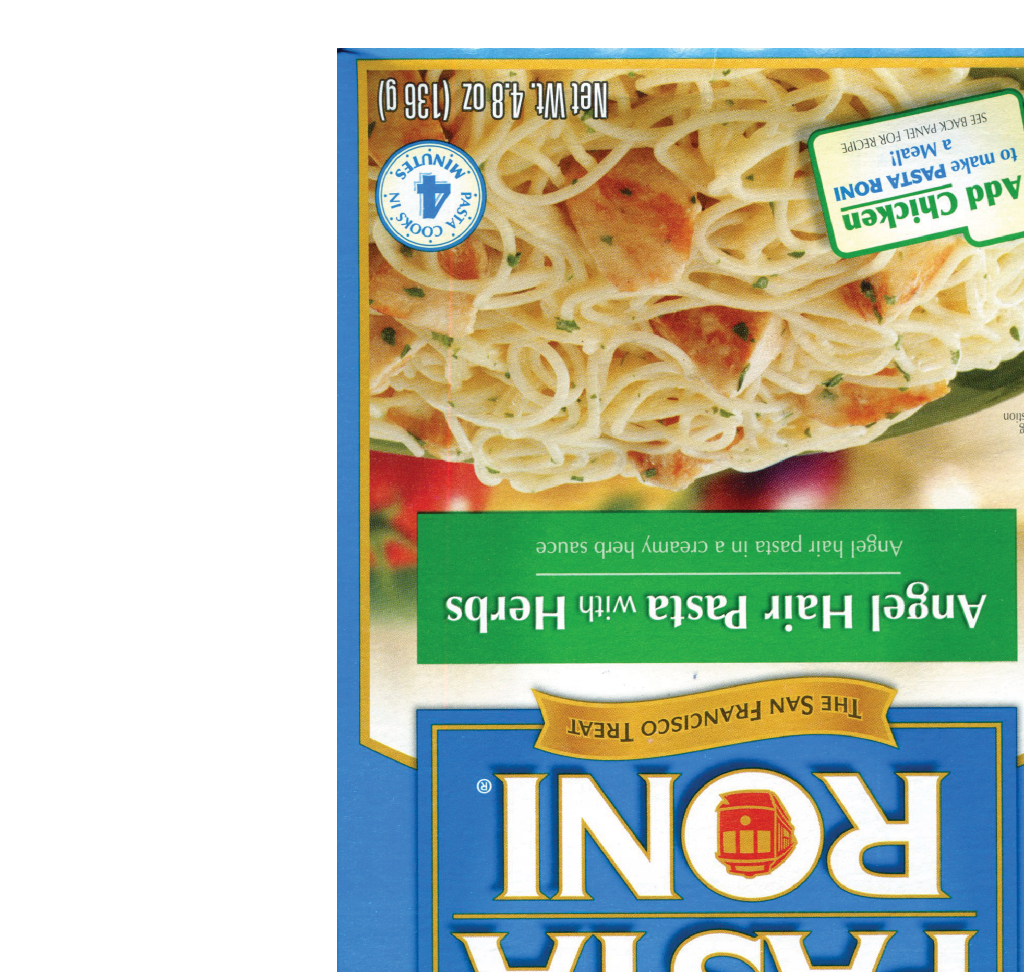 PASTA
RONI®
THE SAN FRANCISCO TREAT
Angel Hair Pasta with Herbs
Angel hair pasta in a creamy herb sauce
Add Chicken
to make PASTA RONI
a Meal!
SEE BACK PANEL FOR RECIPE
PASTA COOKS IN
4
MINUTES
Net Wt. 4.8 oz (136 g)